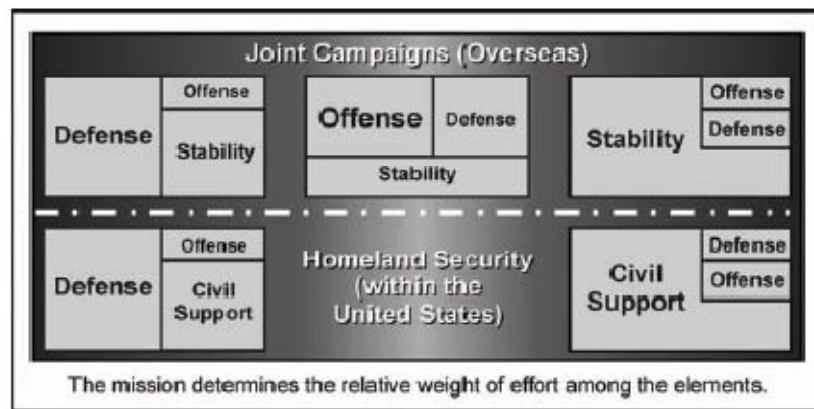 Joint Campaigns (Overseas)
Defense
Offense
Stability
Offense
Defense
Stability
Stability
Offense
Defense
Defense
Offense
Civil
Support
Homeland Security
(within the
United States)
Civil
Support
Defense
Offense
The mission determines the relative weight of effort among the elements.